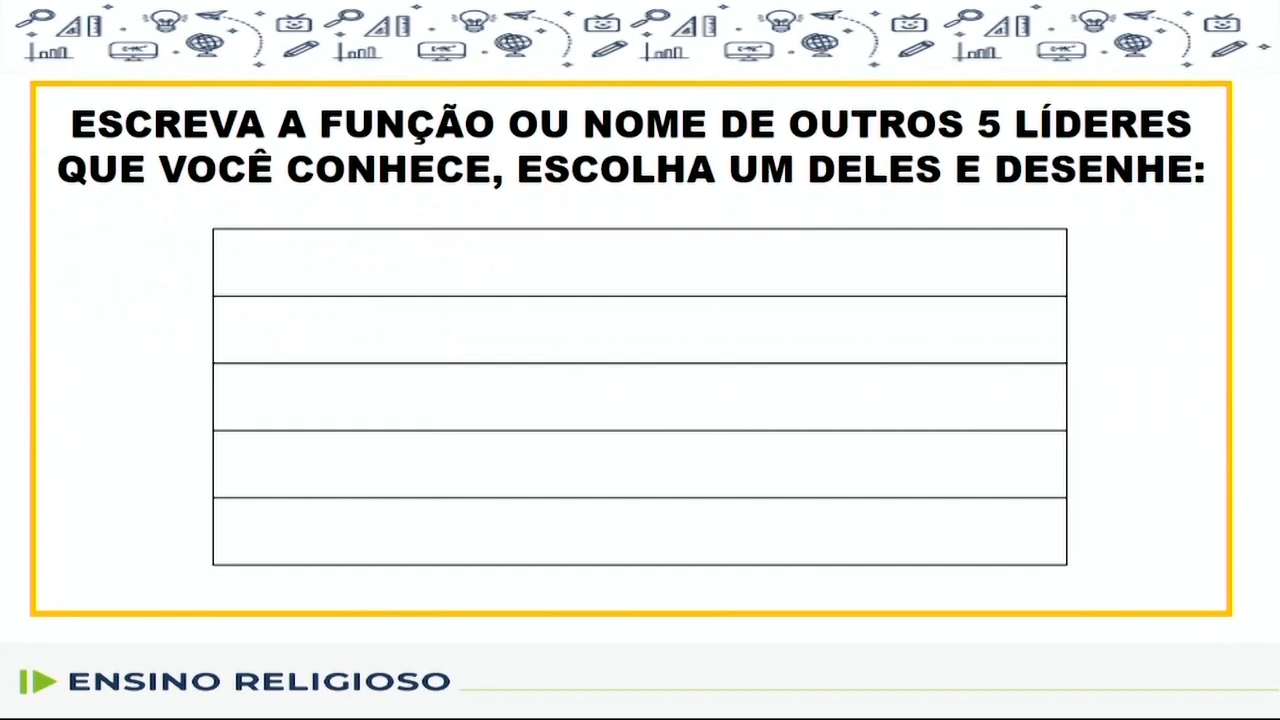 ESCREVA A FUNÇÃO OU NOME DE OUTROS 5 LÍDERES
QUE VOCÊ CONHECE, ESCOLHA UM DELES E DESENHE:
ENSINO RELIGIOSO